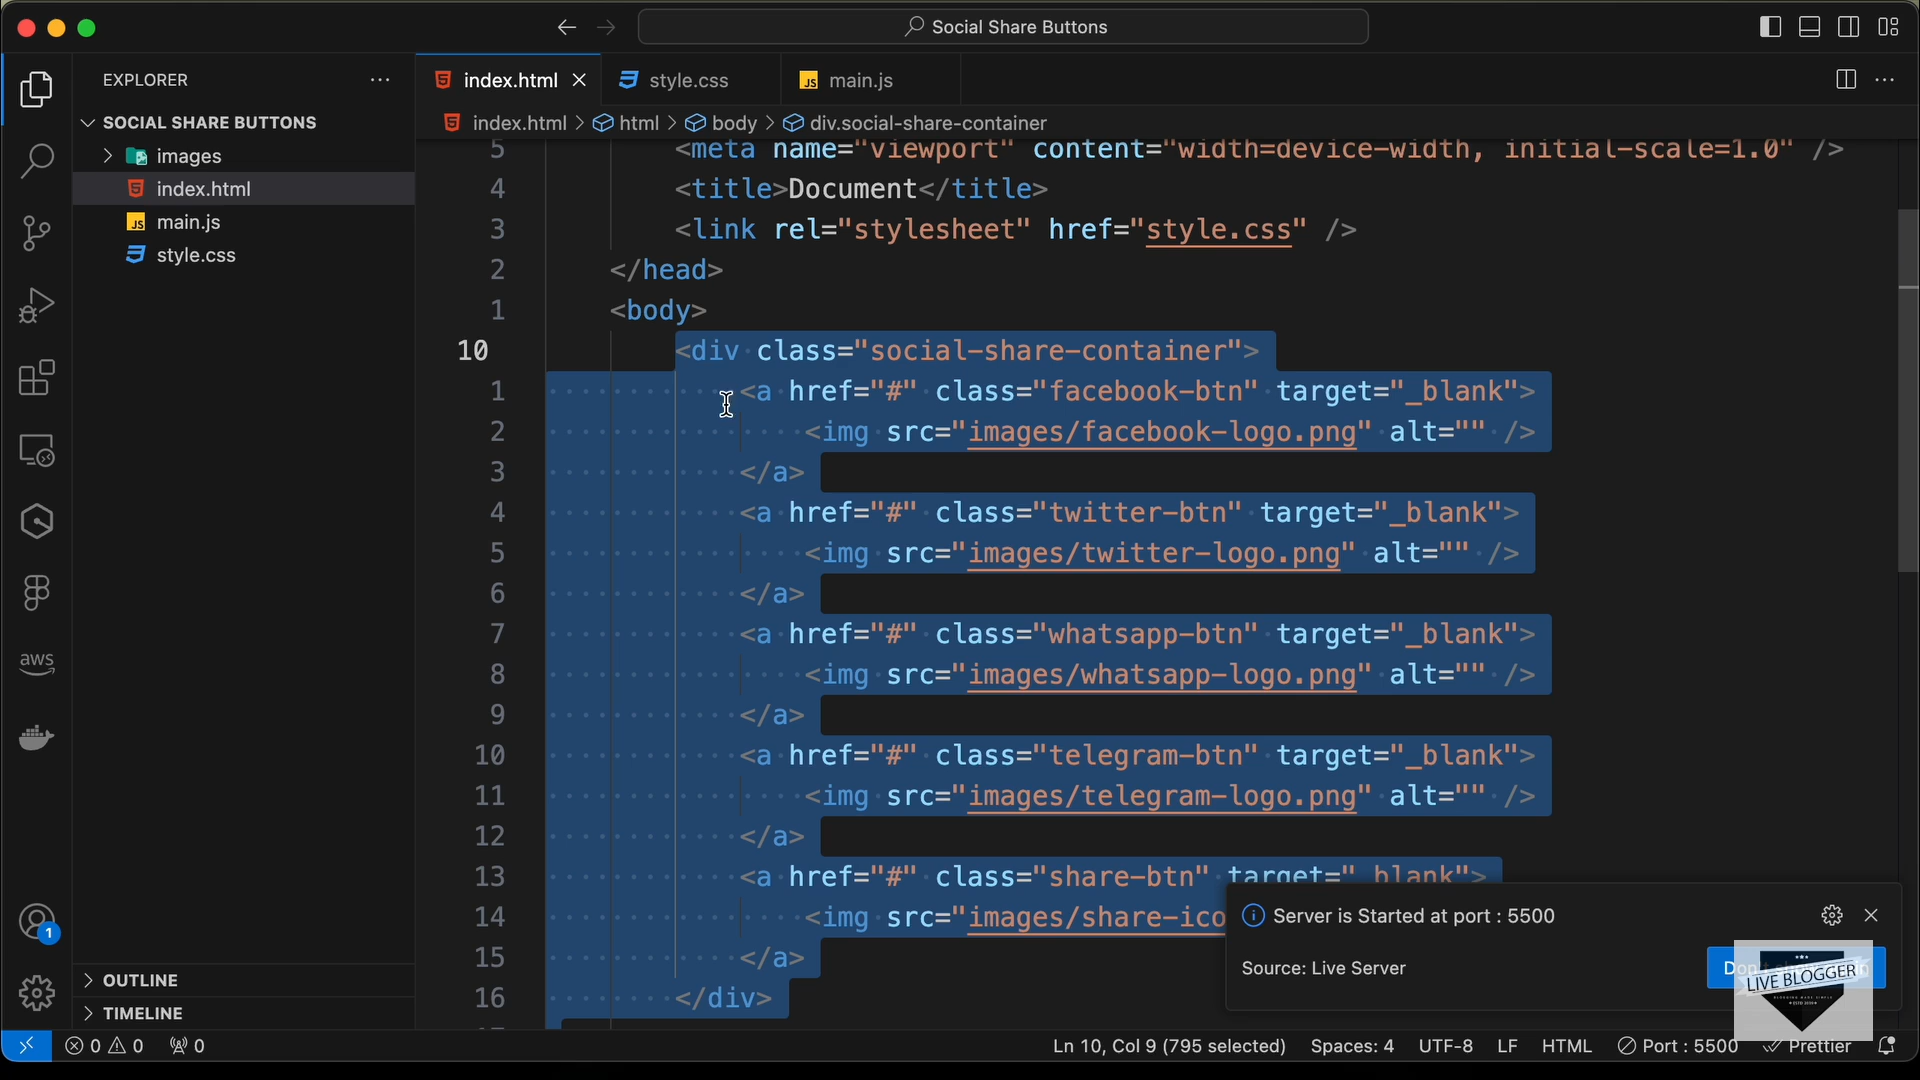 Social Share Buttons
EXPLORER
index.html
style.css
main.js
SOCIAL SHARE BUTTONS
index.html > html > body > div.social-share-container
images
index.html
main.js
style.css
5 <meta name="viewport" content="width=device-width, initial-scale=1.0" />
4 <title>Document</title>
3 <link rel="stylesheet" href="style.css" />
2 </head>
1 <body>
10 <div class="social-share-container">
1 <a href="#" class="facebook-btn" target="_blank">
2 <img src="images/facebook-logo.png" alt="" />
3 </a>
4 <a href="#" class="twitter-btn" target="_blank">
5 <img src="images/twitter-logo.png" alt="" />
6 </a>
7 <a href="#" class="whatsapp-btn" target="_blank">
8 <img src="images/whatsapp-logo.png" alt="" />
9 </a>
10 <a href="#" class="telegram-btn" target="_blank">
11 <img src="images/telegram-logo.png" alt="" />
12 </a>
13 <a href="#" class="share-btn" target="_blank">
14 <img src="images/share-ico
15 </a>
16 </div>
aws
1
Server is Started at port : 5500
Source: Live Server
LIVE BLOGGER
OUTLINE
TIMELINE
0 0 0
Ln 10, Col 9 (795 selected) Spaces: 4 UTF-8 LF HTML Port : 5500 Prettier